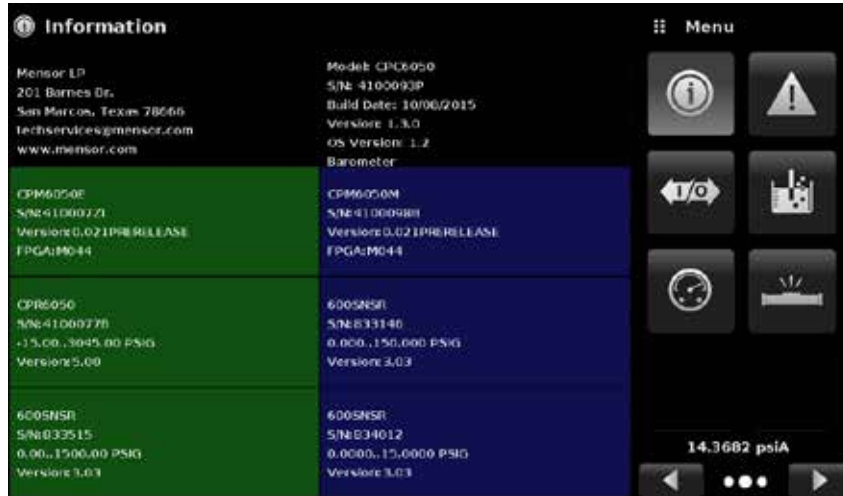 Information
Mensor LP
201 Barnes Dr.
San Marcos, Texas 78666
techservices@mensor.com
www.mensor.com
Model: CPC6050
S/N: 4100093P
Build Date: 10/08/2015
Version: 1.3.0
OS Version: 1.2
Barometer
CPM6050
Version:0.021PRERELEASE
FPGA:M044
CPM6050M
S/N:4100098H
Version:0.021PRERELEASE
FPGA:M044
CPR6050
S/N:41000776
-15.00..3045.00 PSIG
Version:5.00
600SNSR
S/N:833146
0.000..150.000 PSIG
Version:3.03
600SNSR
S/N:833515
0.00..1500.00 PSIG
Version:3.03
600SNSR
S/N:834012
0.0000..15.0000 PSIG
Version:3.03
Menu
I/O
14.3682 psiA